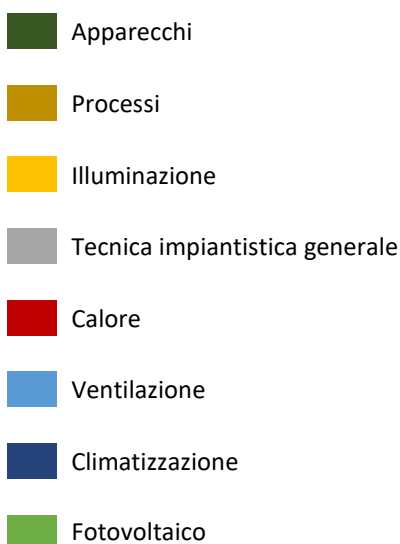 Apparecchi
Processi
Illuminazione
Tecnica impiantistica generale
Calore
Ventilazione
Climatizzazione
Fotovoltaico